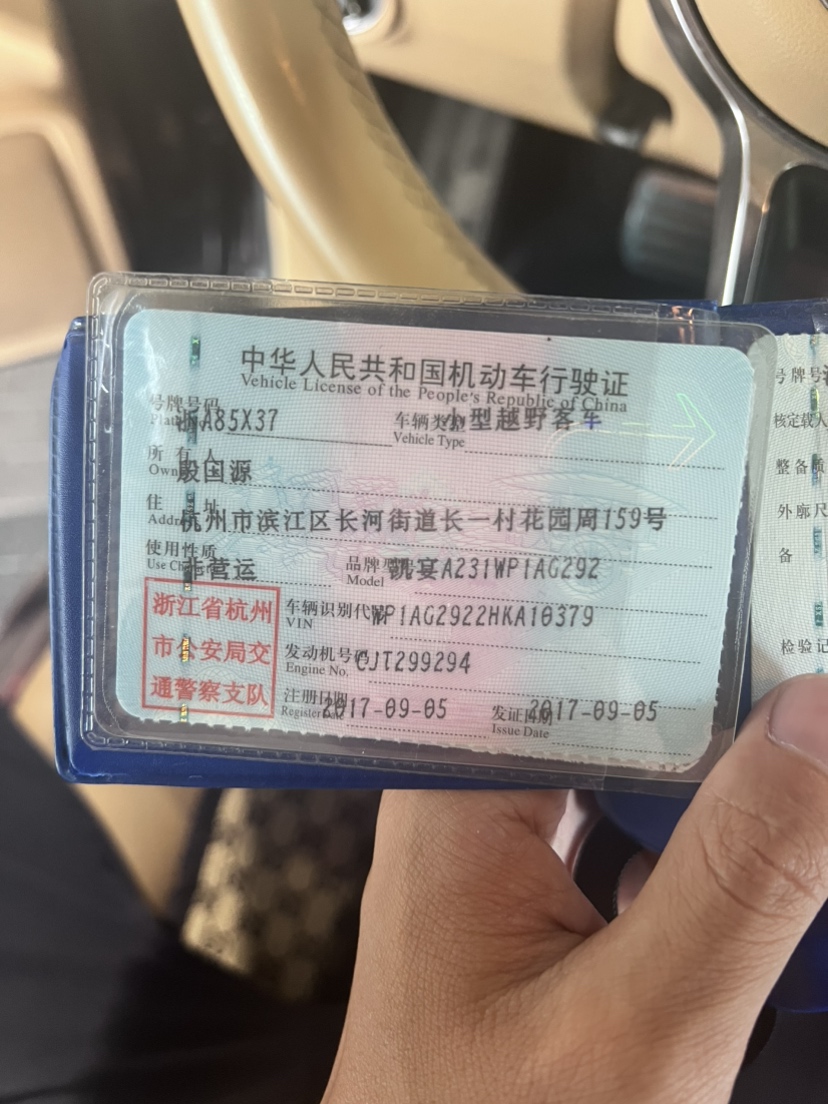 中华人民共和国机动车行驶证
Vehicle License of the People's Republic of China
号牌号码 浙A85X37 车辆类型 小型越野客车
Plate Vehicle Type
所有人 殷国源
Owner
住址 杭州市滨江区长河街道长一村花园周159号
Address
使用性质 非营运 品牌型号 凯宴A231WP1AG292
Use Model
浙江省杭州
市公安局交
通警察支队
车辆识别代号 WP1AG2922HKA10379
VIN
发动机号码 CJT299294
Engine No.
注册日期 2017-09-05 发证日期 2017-09-05
Register Date Issue Date
号牌号
核定载人
整备质
外廓尺
备
检验记